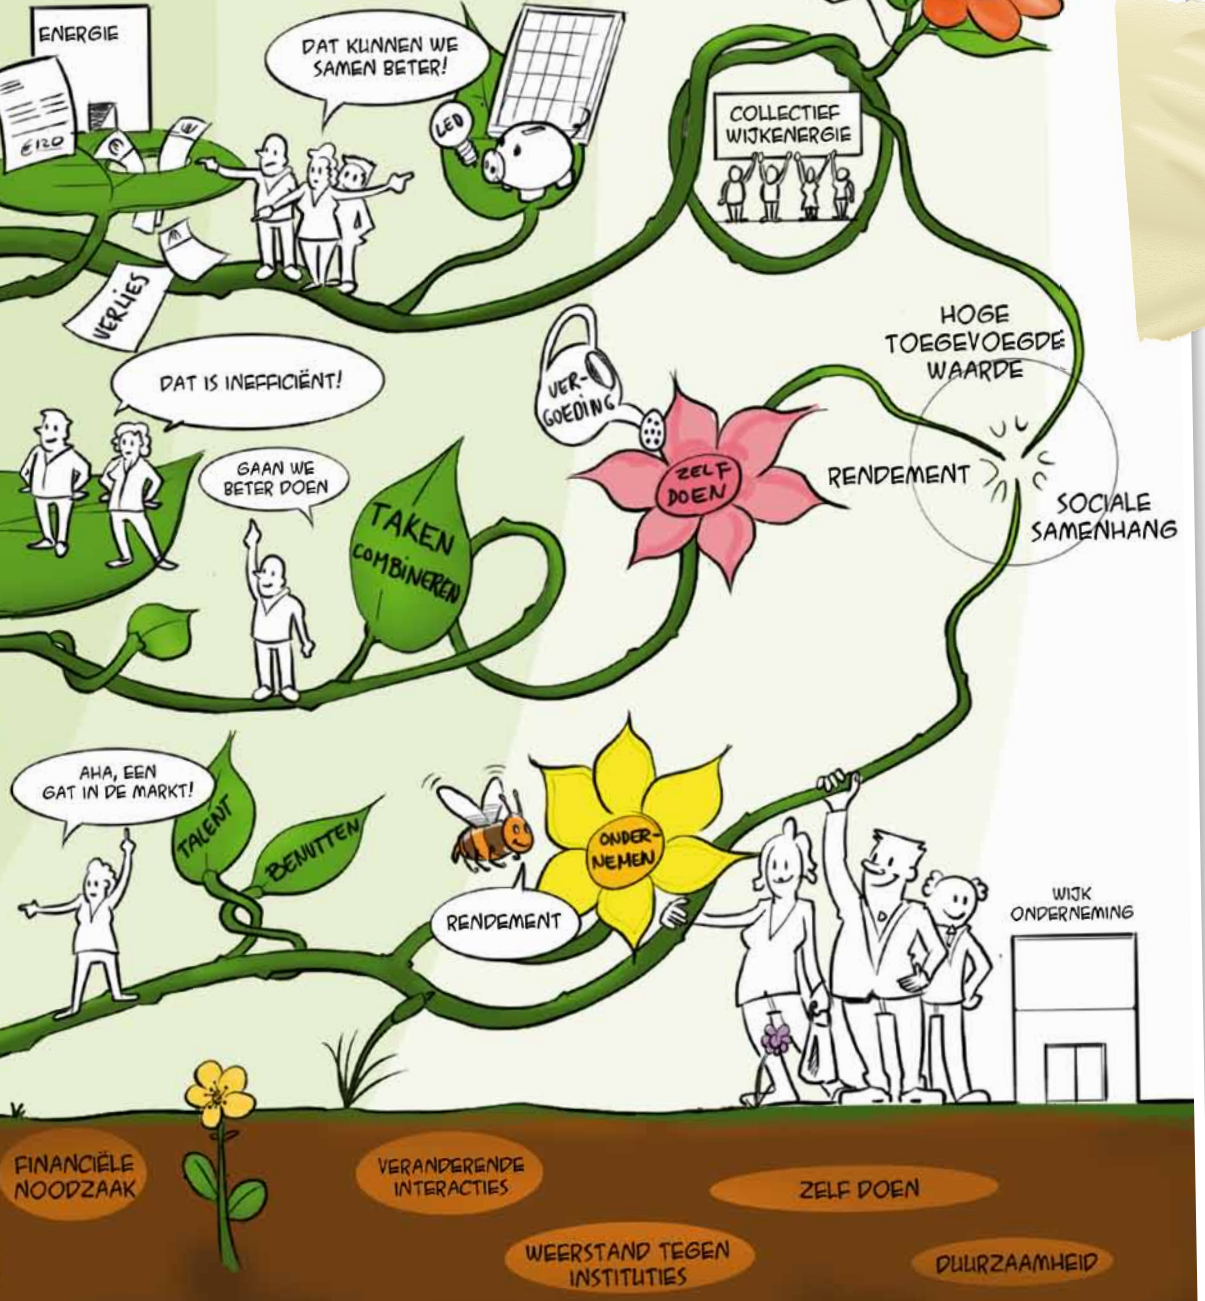 ENERGIE
€120
DAT KUNNEN WE
SAMEN BETER!
LED
COLLECTIEF
WIJKENERGIE
VERLIES
HOGE
TOEGEVOEGDE
WAARDE
RENDEMENT
SOCIALE
SAMENHANG
DAT IS INEFFICIËNT!
GAAN WE
BETER DOEN
TAKEN
COMBINEREN
VER-
GOEDING
ZELF
DOEN
AHA, EEN
GAT IN DE MARKT!
TALENT
BENUTTEN
ONDER-
NEMEN
RENDEMENT
WIJK
ONDERNEMING
FINANCIËLE
NOODZAAK
VERANDERENDE
INTERACTIES
ZELF DOEN
WEERSTAND TEGEN
INSTITUTIES
DUURZAAMHEID